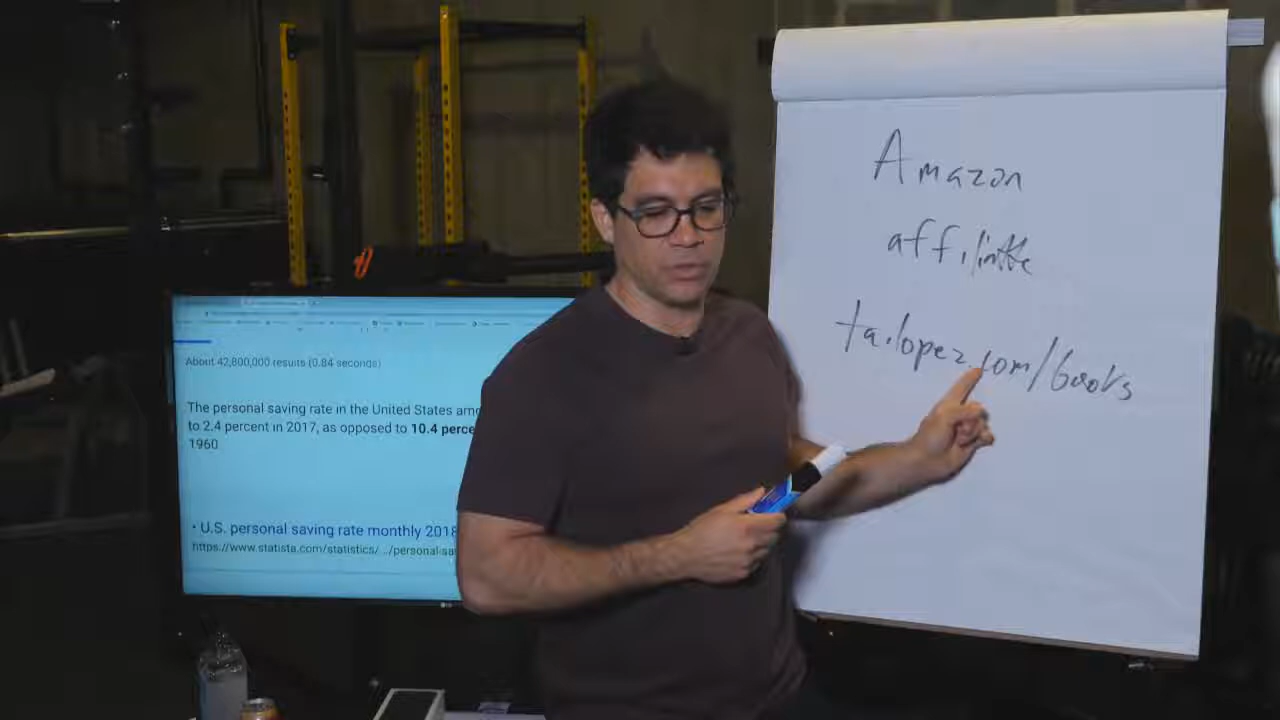 Amazon
affiliate
tailopez.com/books
About 42,800,000 results (0.84 seconds)
The personal saving rate in the United States
to 2.4 percent in 2017, as opposed to 10.4
1960
• U.S. personal saving rate monthly 2018
https://www.statista.com/statistics/.../personal-sa